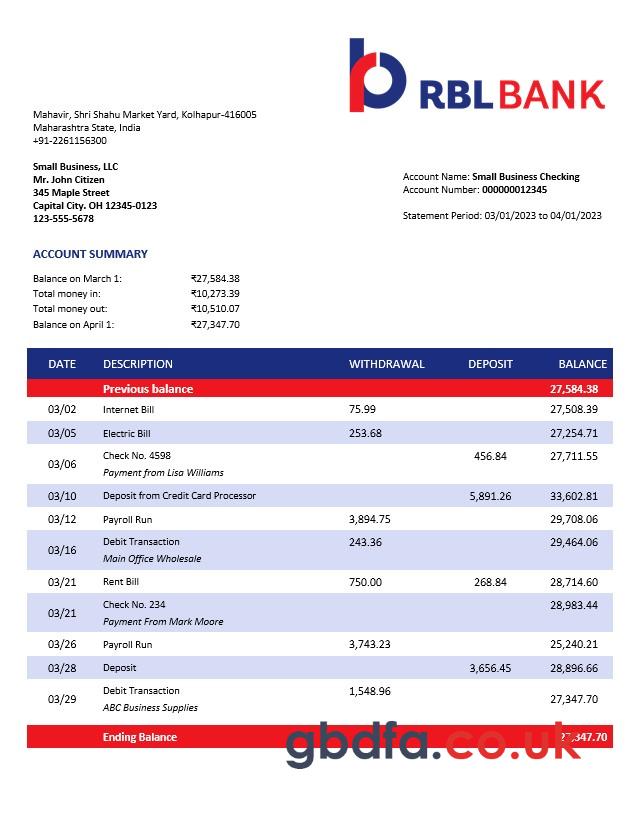 RBL BANK
Mahavir, Shri Shahu Market Yard, Kolhapur-416005
Maharashtra State, India
+91-2261156300
Small Business, LLC
Mr. John Citizen
345 Maple Street
Capital City. OH 12345-0123
123-555-5678
Account Name: Small Business Checking
Account Number: 000000012345
Statement Period: 03/01/2023 to 04/01/2023
ACCOUNT SUMMARY
Balance on March 1: ₹27,584.38
Total money in: ₹10,273.39
Total money out: ₹10,510.07
Balance on April 1: ₹27,347.70
DATE DESCRIPTION WITHDRAWAL DEPOSIT BALANCE
Previous balance 27,584.38
03/02 Internet Bill 75.99 27,508.39
03/05 Electric Bill 253.68 27,254.71
03/06 Check No. 4598 456.84 27,711.55
Payment from Lisa Williams
03/10 Deposit from Credit Card Processor 5,891.26 33,602.81
03/12 Payroll Run 3,894.75 29,708.06
03/16 Debit Transaction 243.36 29,464.06
Main Office Wholesale
03/21 Rent Bill 750.00 268.84 28,714.60
03/21 Check No. 234 28,983.44
Payment From Mark Moore
03/26 Payroll Run 3,743.23 25,240.21
03/28 Deposit 3,656.45 28,896.66
03/29 Debit Transaction 1,548.96 27,347.70
ABC Business Supplies
Ending Balance 27,347.70
gbdfa.co.uk